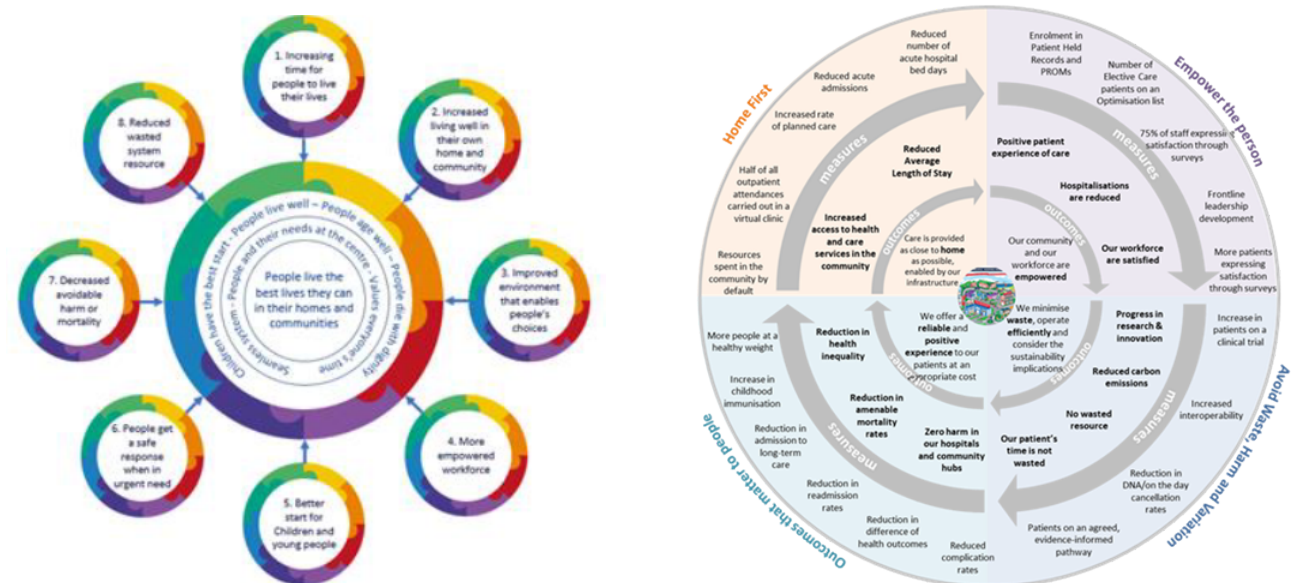 1. Increasing
time for
people to live
their lives
2. Increased
living well in
their own
home and
community
3. Improved
environment
that enables
people's
choices
4. More
empowered
workforce
5. Better
start for
Children and
young people
6. People get
a safe
response
when in
urgent need
7. Decreased
avoidable
harm or
mortality
8. Reduced
wasted
system
resource
Children have the best start - People live well – People age well – People die with dignity
Seamless system - People and their needs at the centre - Values everyone's time
People live the
best lives they can
in their homes and
communities
Home First
Reduced
number of
acute hospital
bed days
Reduced acute
admissions
Increased rate
of planned care
Half of all
outpatient
attendances
carried out in a
virtual clinic
Resources
spent in the
community by
default
measures
Reduced
Average
Length of Stay
Increased
access to health
and care
services in the
community
outcomes
Care is provided
as close to home
as possible,
enabled by our
infrastructure
Empower the person
Enrolment in
Patient Held
Records and
PROMs
Number of
Elective Care
patients on an
Optimisation list
75% of staff expressing
satisfaction through
surveys
Frontline
leadership
development
More patients
expressing
satisfaction
through surveys
measures
Positive patient
experience of care
Hospitalisations
are reduced
Our workforce
are satisfied
outcomes
Our community
and our
workforce are
empowered
Avoid Waste, Harm and Variation
We minimise
waste, operate
efficiently and
consider the
sustainability
implications
outcomes
Progress in
research &
innovation
Reduced carbon
emissions
No wasted
resource
Our patient's
time is not
wasted
measures
Increase in
patients on a
clinical trial
Increased
interoperability
Reduction in
DNA/on the day
cancellation
rates
Patients on an agreed,
evidence-informed
pathway
Outcomes that matter to people
We offer a
reliable and
positive
experience to our
patients at an
appropriate cost
outcomes
Reduction in
health
inequality
Reduction in
amenable
mortality
rates
Zero harm in
our hospitals
and community
hubs
measures
More people at a
healthy weight
Increase in
childhood
immunisation
Reduction in
admission to
long-term
care
Reduction in
readmission
rates
Reduction in
difference of
health outcomes
Reduced
complication
rates